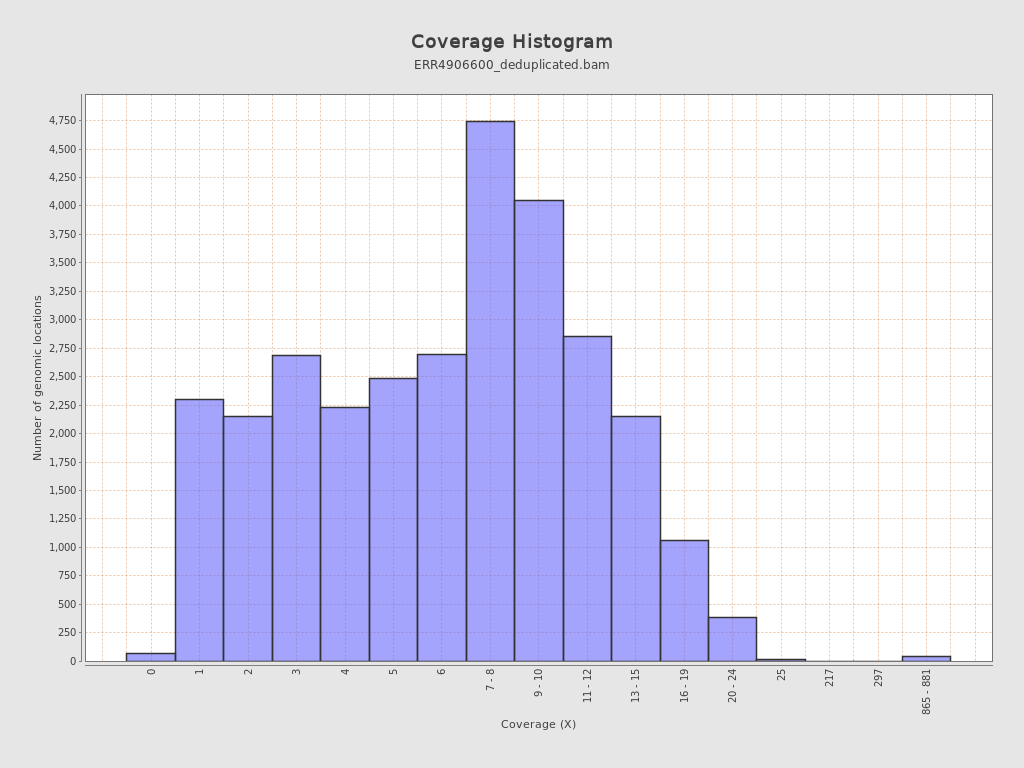 Coverage Histogram
ERR4906600_deduplicated.bam
Number of genomic locations
4,750
4,500
4,250
4,000
3,750
3,500
3,250
3,000
2,750
2,500
2,250
2,000
1,750
1,500
1,250
1,000
750
500
250
0
0
1
2
3
4
5
6
7 - 8
9 - 10
11 - 12
13 - 15
16 - 19
20 - 24
25
217
297
865 - 881
Coverage (X)